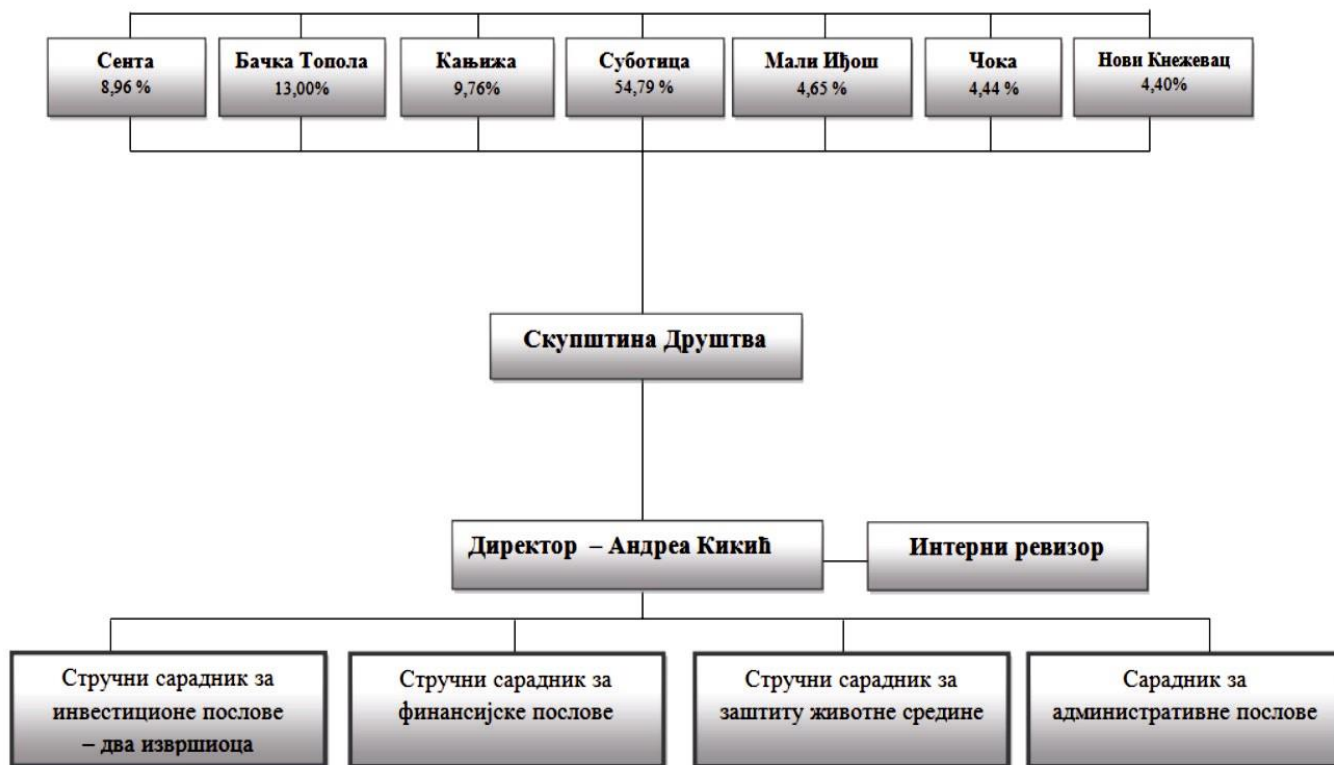 Сента
8,96 %
Бачка Топола
13,00%
Кањижа
9,76%
Суботица
54,79 %
Мали Иђош
4,65 %
Чока
4,44 %
Нови Кнежевац
4,40%
Скупштина Друштва
Директор – Андреа Кикић
Интерни ревизор
Стручни сарадник за
инвестиционе послове
– два извршиоца
Стручни сарадник за
финансијске послове
Стручни сарадник за
заштиту животне средине
Сарадник за
административне послове